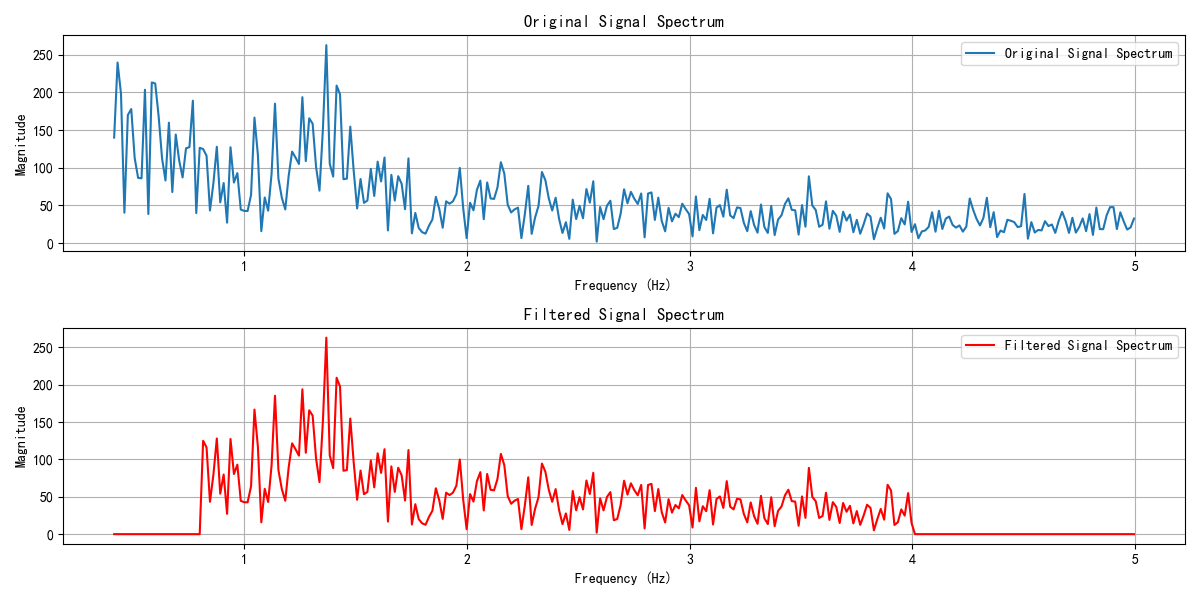 Original Signal Spectrum
250
200
150
100
50
0
Magnitude
Original Signal Spectrum
1
2
3
4
5
Frequency (Hz)
Filtered Signal Spectrum
250
200
150
100
50
0
Magnitude
Filtered Signal Spectrum
1
2
3
4
5
Frequency (Hz)